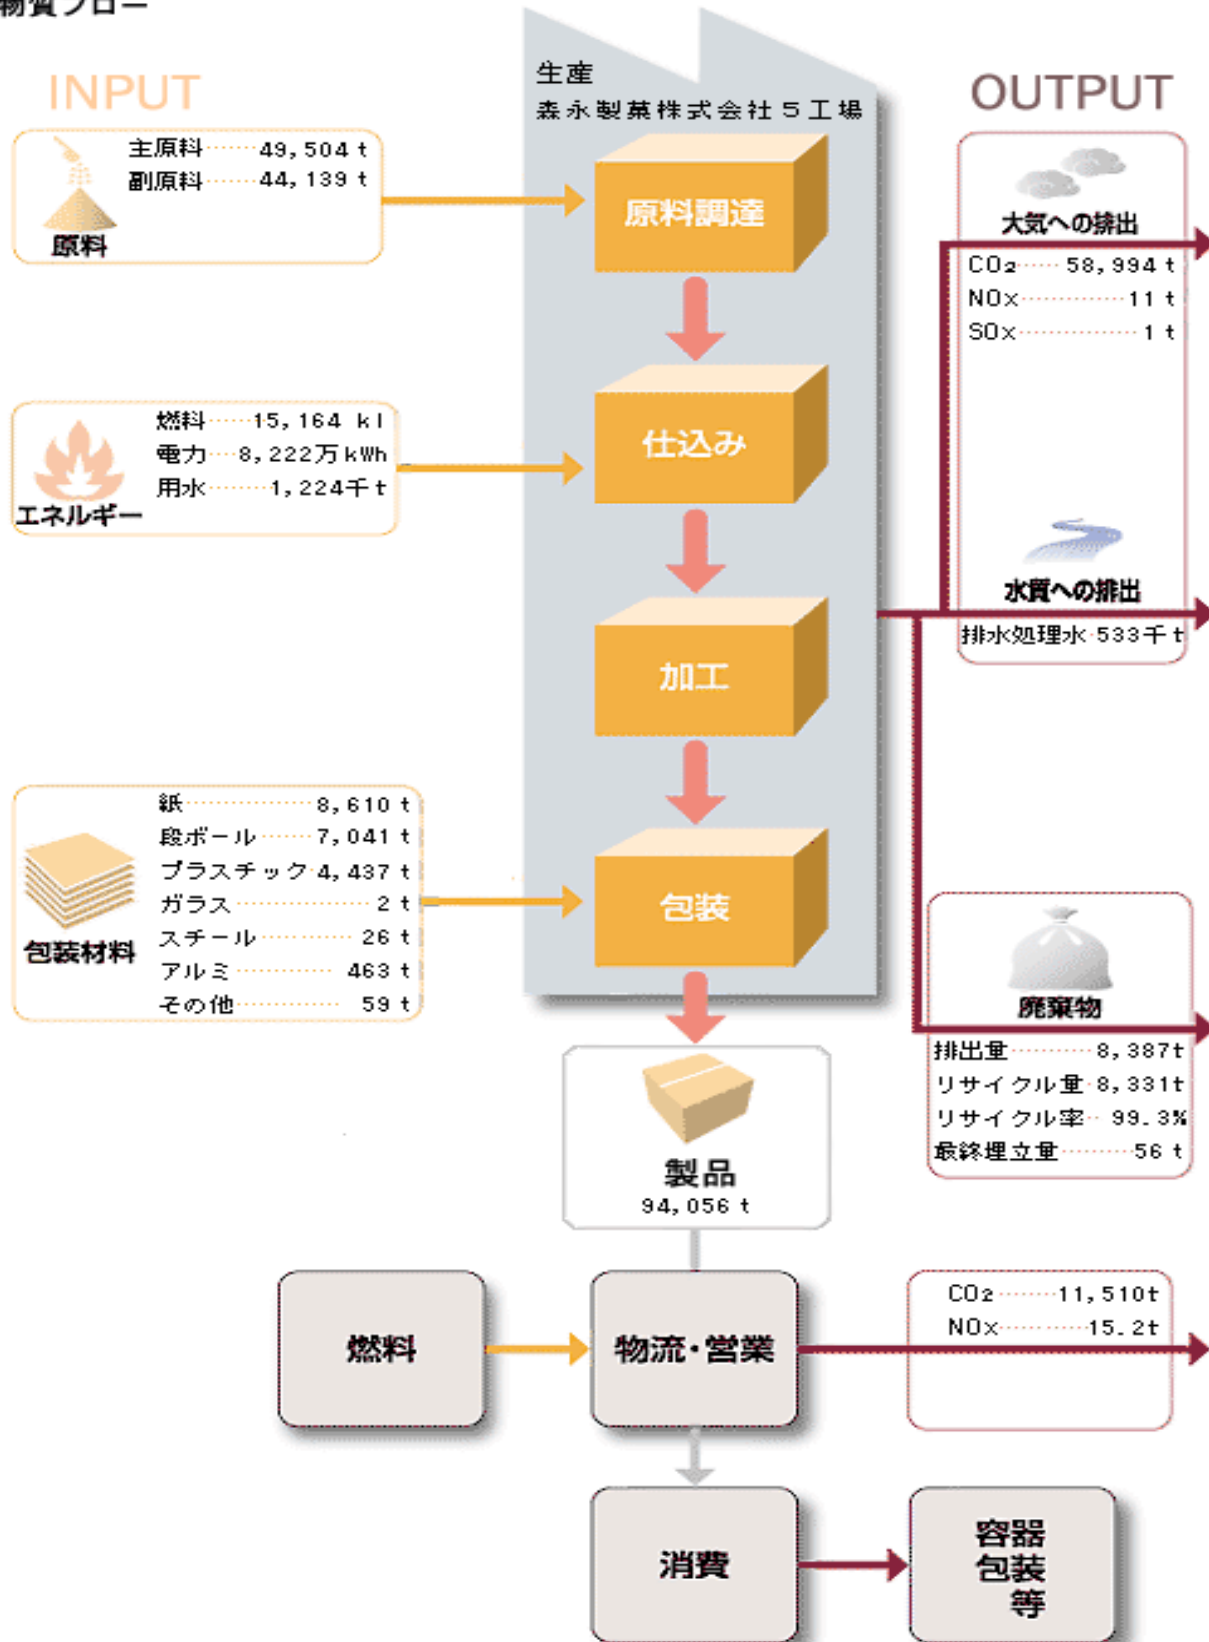 物質フロー
INPUT
生産
森永製菓株式会社5工場
OUTPUT
主原料……49,504 t
副原料……44,139 t
原料
原料調達
大気への排出
CO₂……58,994 t
NOx…………11 t
SOx…………1 t
燃料……15,164 kl
電力…8,222万kWh
用水……1,224千t
エネルギー
仕込み
水質への排出
排水処理水 533千t
加工
紙…………8,610 t
段ボール……7,041 t
プラスチック 4,437 t
ガラス…………2 t
スチール………26 t
アルミ………463 t
その他…………59 t
包装材料
包装
廃棄物
排出量………8,387t
リサイクル量 8,331t
リサイクル率… 99.3%
最終埋立量………56 t
製品
94,056 t
燃料
物流・営業
CO₂……11,510t
NOx………15.2t
消費
容器
包装
等